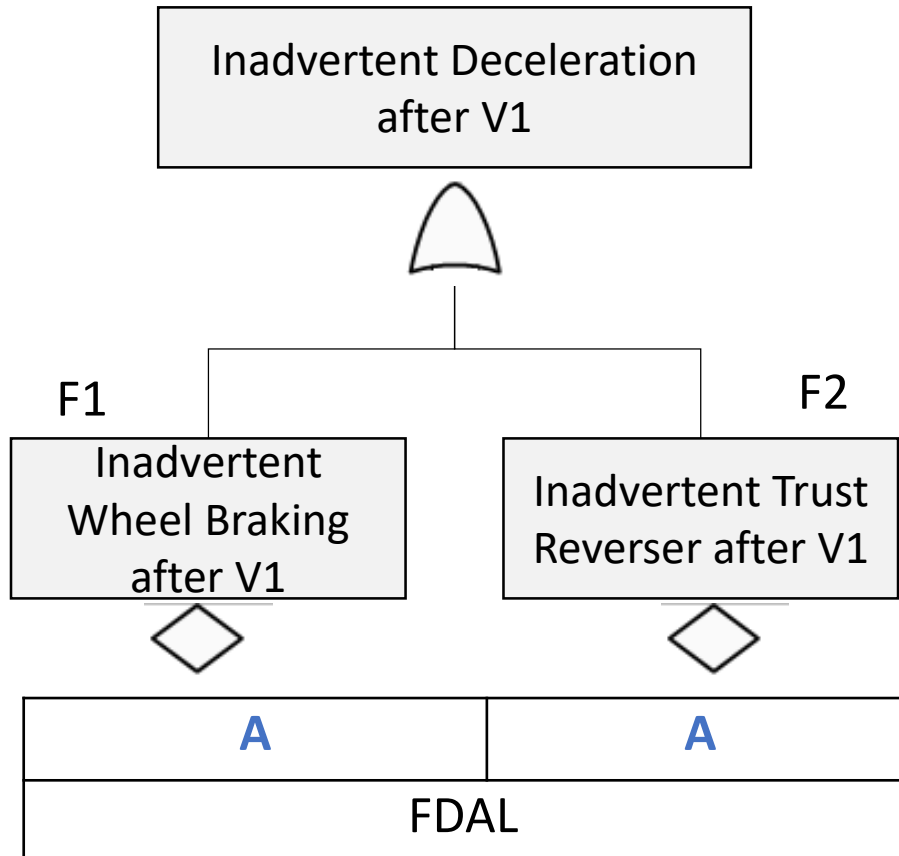 Inadvertent Deceleration
after V1
F1
F2
Inadvertent
Wheel Braking
after V1
Inadvertent Trust
Reverser after V1
A
A
FDAL